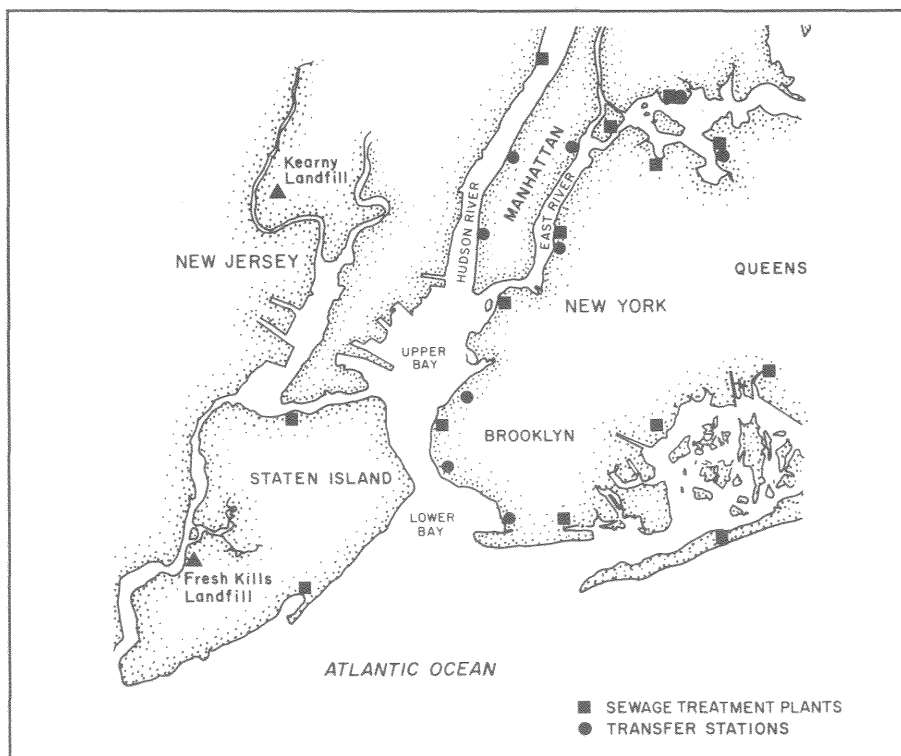 Kearny
Landfill
MANHATTAN
HUDSON RIVER
EAST RIVER
NEW JERSEY
QUEENS
NEW YORK
UPPER
BAY
BROOKLYN
STATEN ISLAND
LOWER
BAY
Fresh Kills
Landfill
ATLANTIC OCEAN
SEWAGE TREATMENT PLANTS
TRANSFER STATIONS